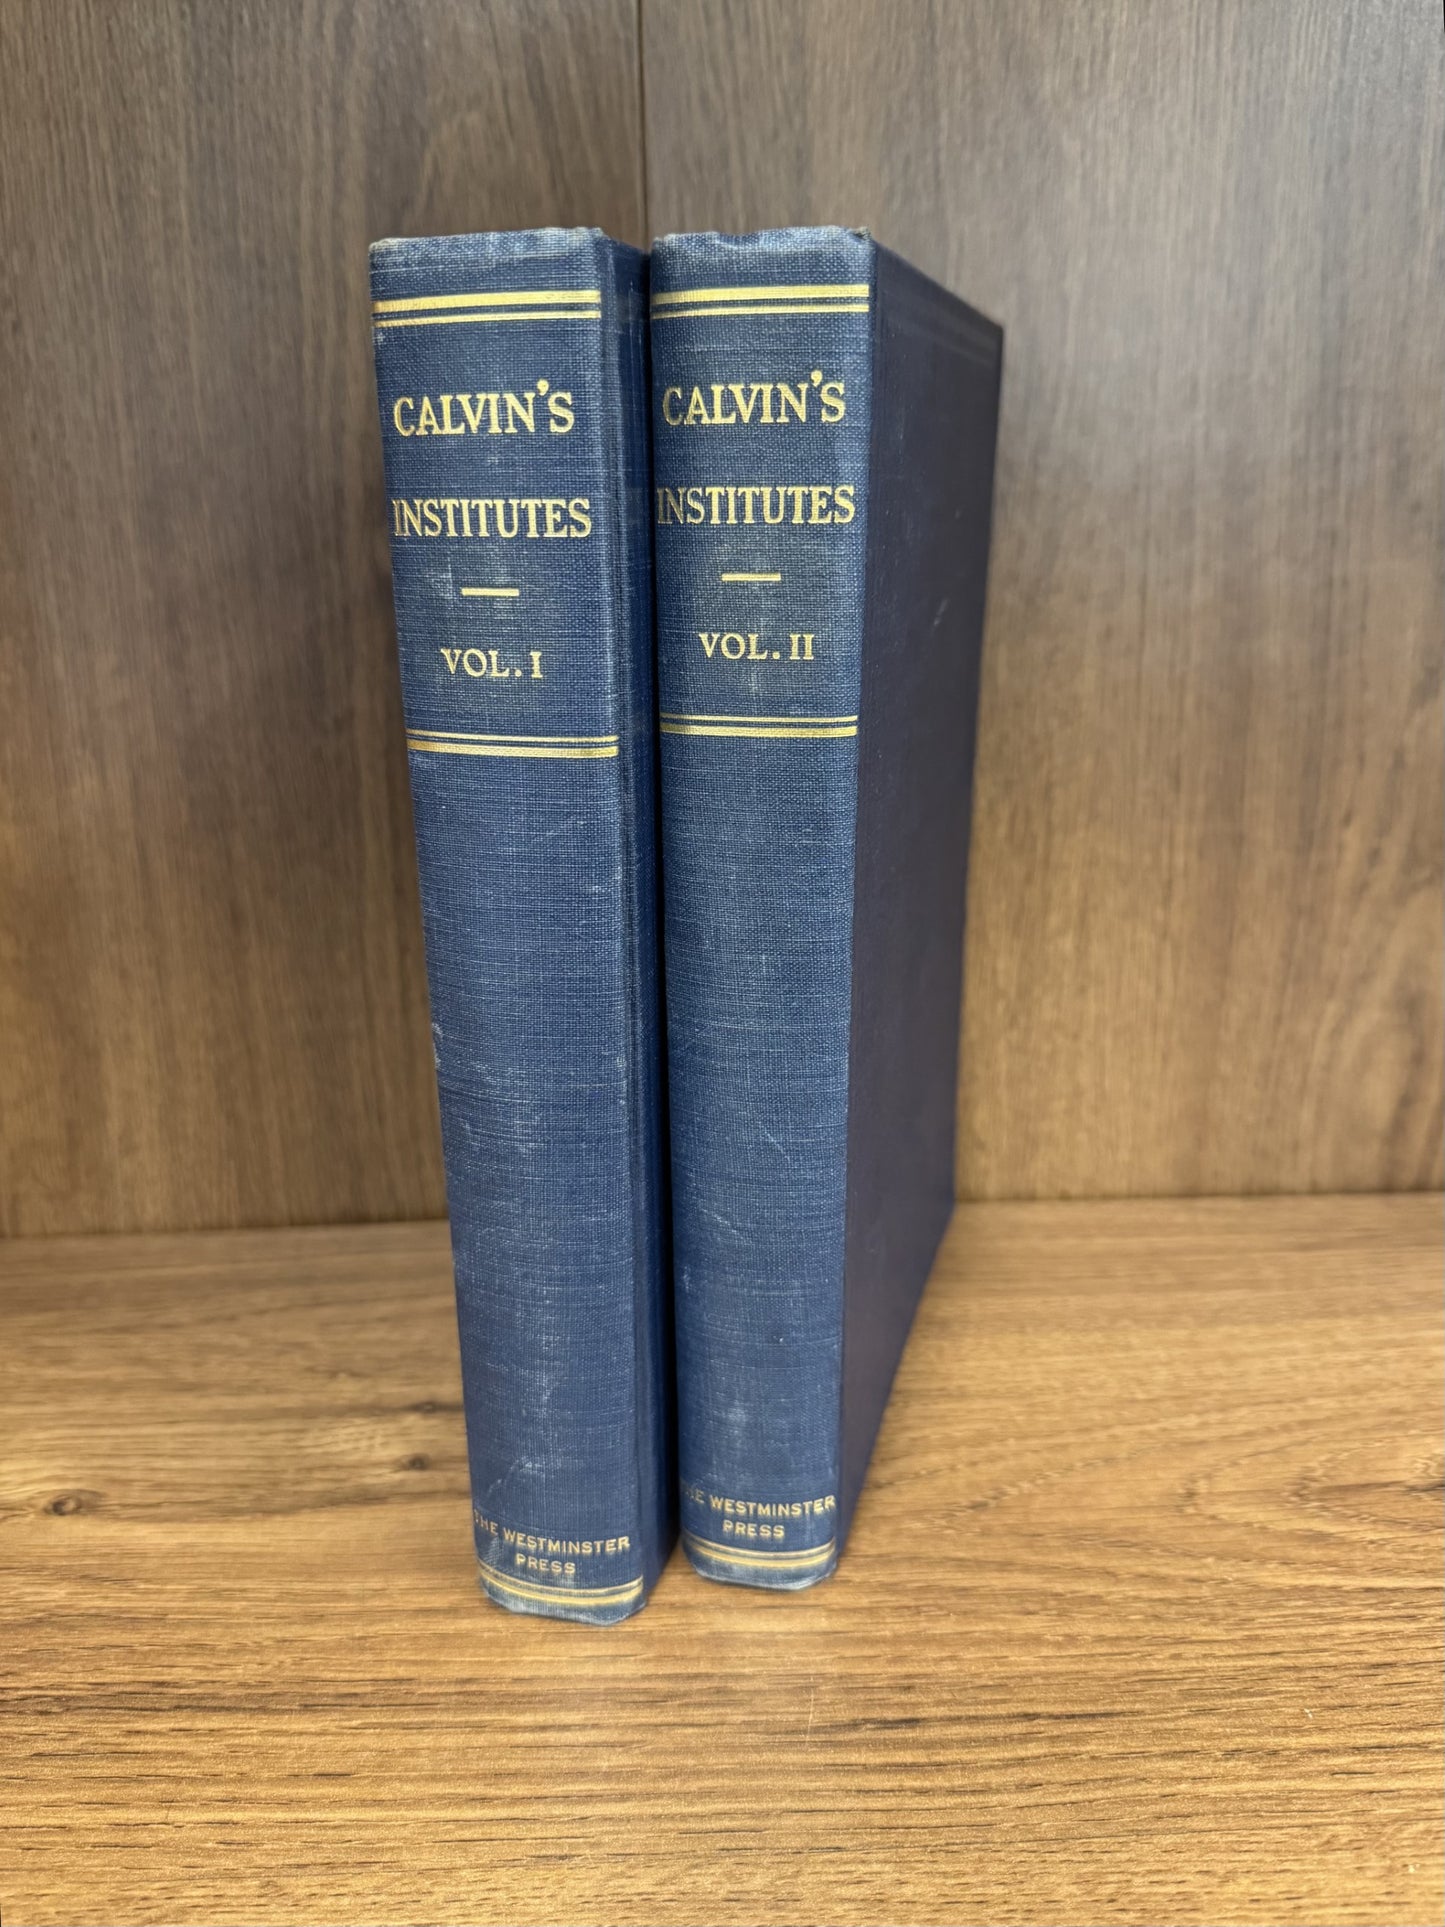 CALVIN'S
INSTITUTES
VOL. I
THE WESTMINSTER
PRESS
CALVIN'S
INSTITUTES
VOL. II
THE WESTMINSTER
PRESS